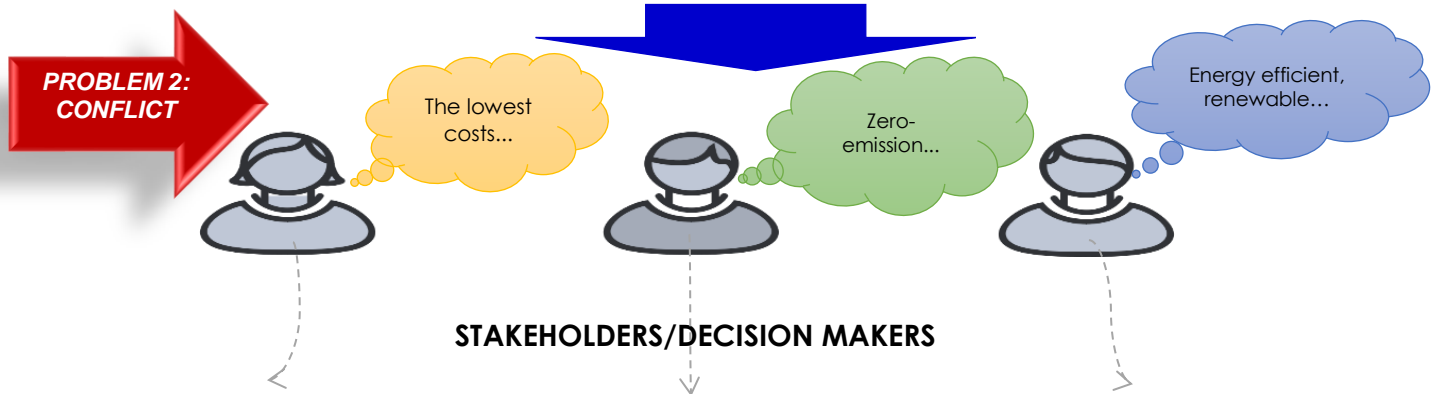 PROBLEM 2:
CONFLICT
The lowest
costs...
Zero-
emission...
Energy efficient,
renewable…
STAKEHOLDERS/DECISION MAKERS